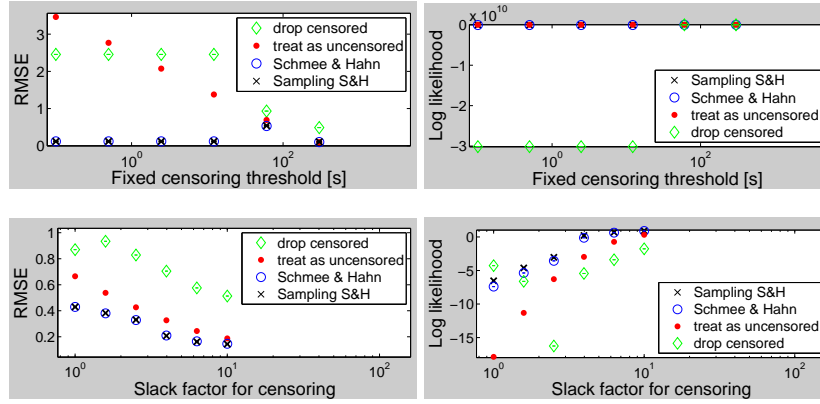 3
2
1
0
RMSE
10^0
10^2
Fixed censoring threshold [s]
drop censored
treat as uncensored
Schmee & Hahn
Sampling S&H
x 10^10
0
−1
−2
−3
Log likelihood
10^0
10^2
Fixed censoring threshold [s]
Sampling S&H
Schmee & Hahn
treat as uncensored
drop censored
1
0.8
0.6
0.4
0.2
RMSE
10^0
10^1
10^2
Slack factor for censoring
drop censored
treat as uncensored
Schmee & Hahn
Sampling S&H
0
−5
−10
−15
Log likelihood
10^0
10^1
10^2
Slack factor for censoring
Sampling S&H
Schmee & Hahn
treat as uncensored
drop censored